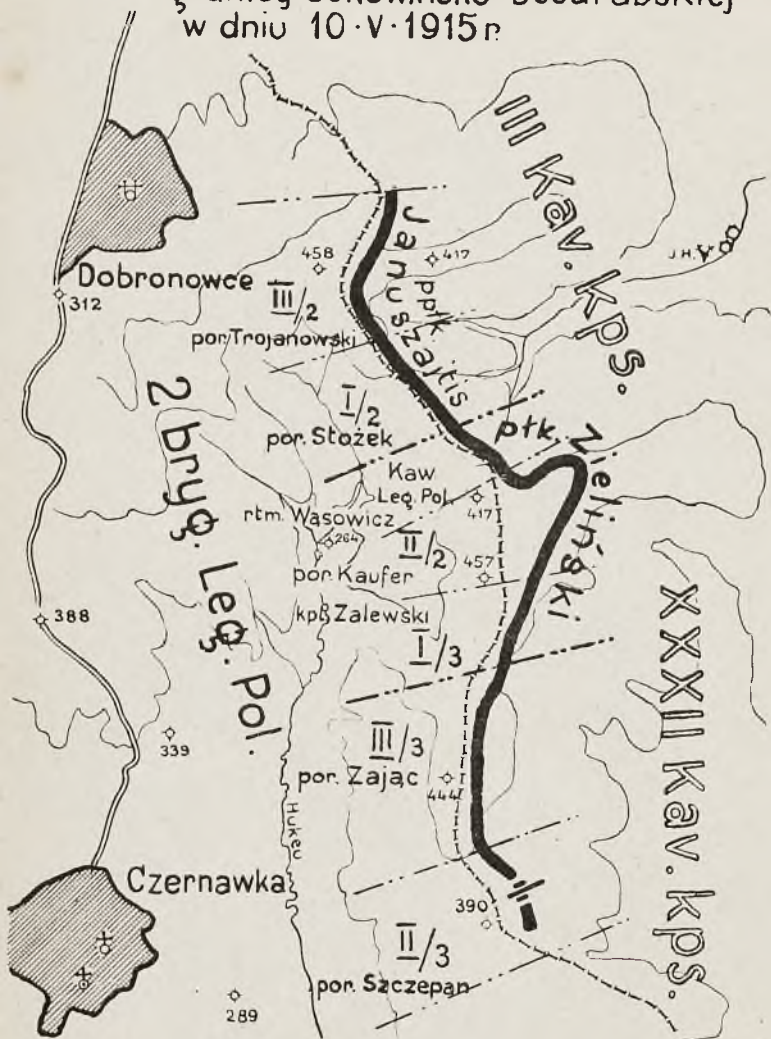 w dniu 10·V·1915 r.
III Kav. kps.
J.H.
Januszajtis
ppłk.
458
417
Dobronowce
312
III/2
por. Trojanowski
I/2
por. Stożek
płk. Zieliński
Kaw
Leg. Pol.
2 bryg. Leg. Pol.
rtm. Wąsowicz
264
417
II/2
por. Kaufer
457
388
kpt. Zalewski
I/3
XXXII Kav. kps.
339
III/3
por. Zając
444
Hukeu
Czernawka
390
II/3
por. Szczepan
289